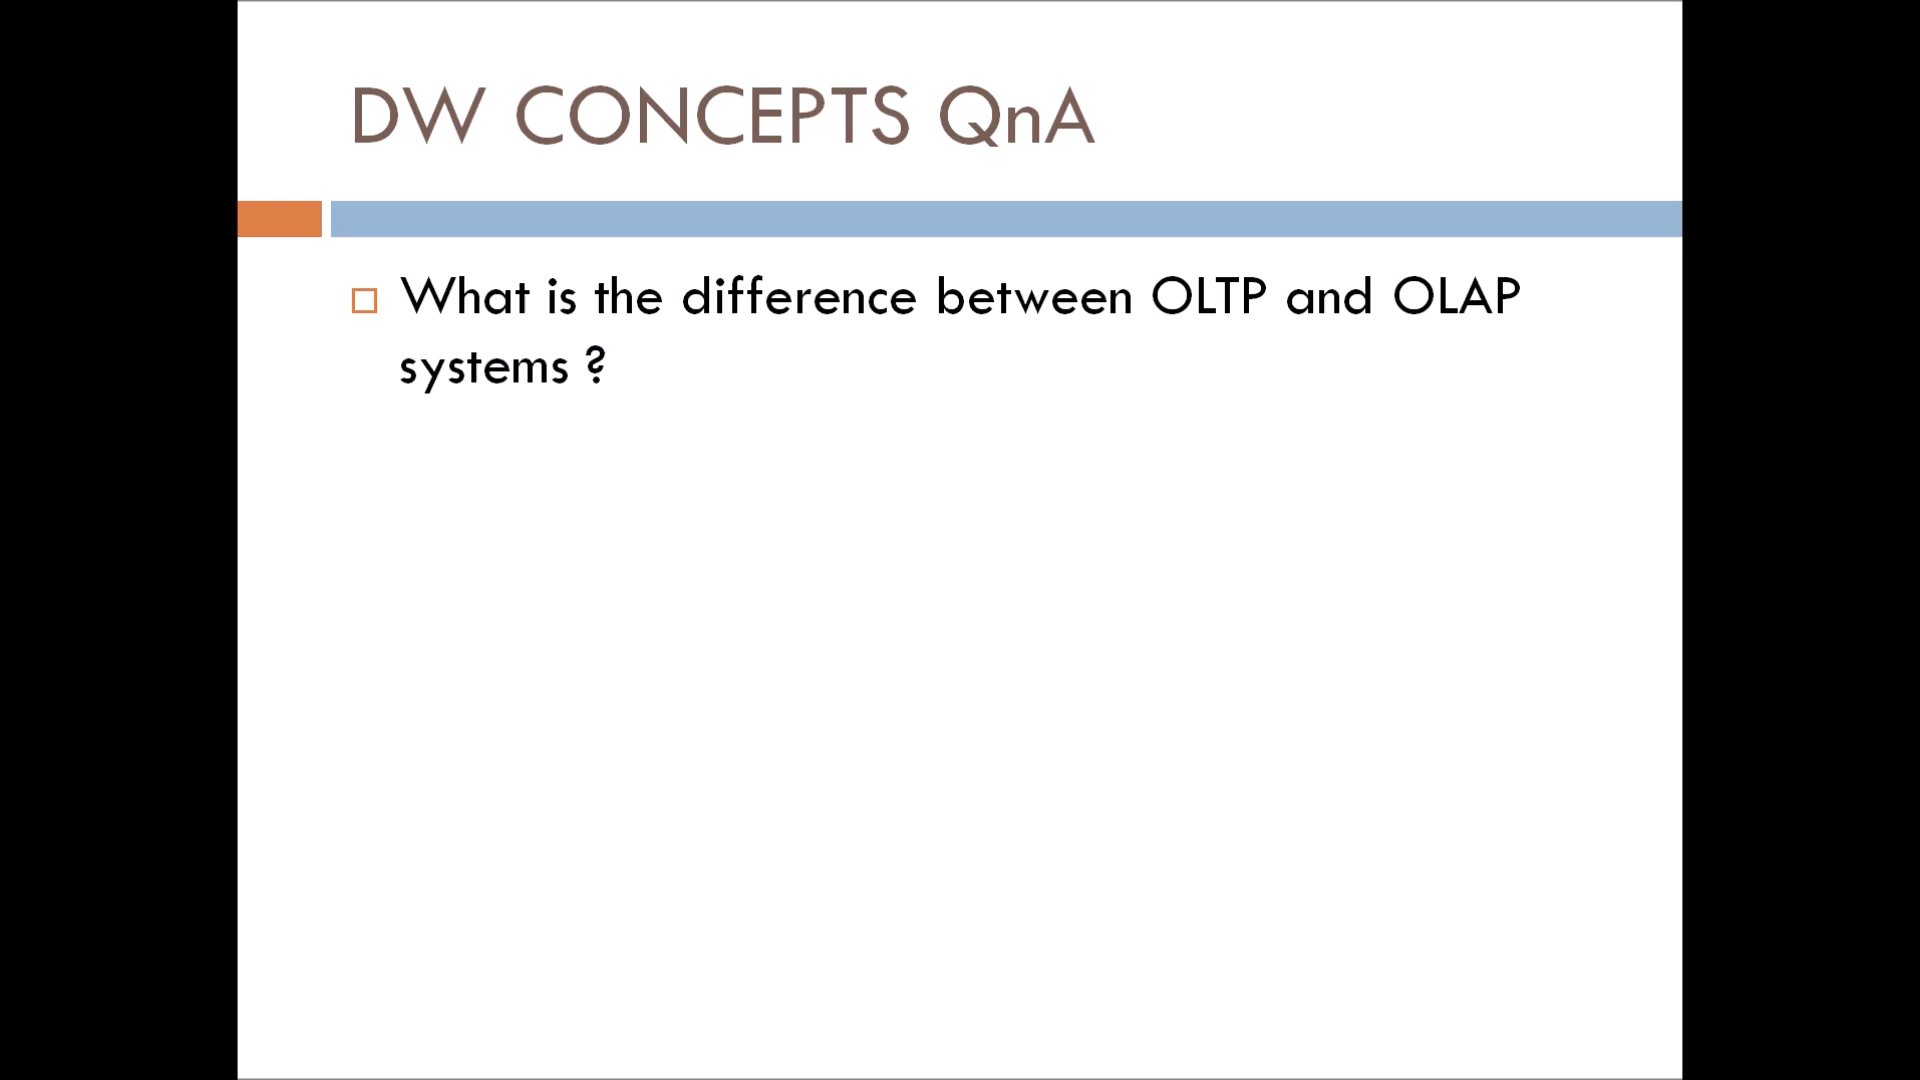 DW CONCEPTS QnA
What is the difference between OLTP and OLAP
systems ?